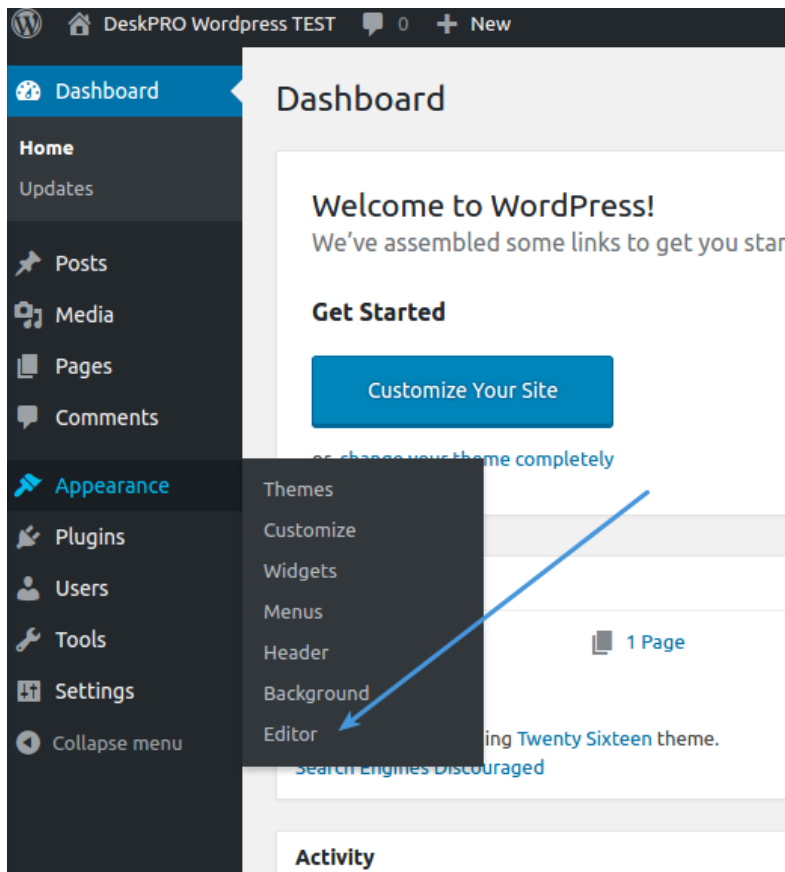 DeskPRO Wordpress TEST 0 New
Dashboard
Home
Updates
Posts
Media
Pages
Comments
Appearance
Plugins
Users
Tools
Settings
Collapse menu
Themes
Customize
Widgets
Menus
Header
Background
Editor
Dashboard
Welcome to WordPress!
We've assembled some links to get you star
Get Started
Customize Your Site
or, change your theme completely
1 Page
ing Twenty Sixteen theme.
Search Engines Discouraged
Activity